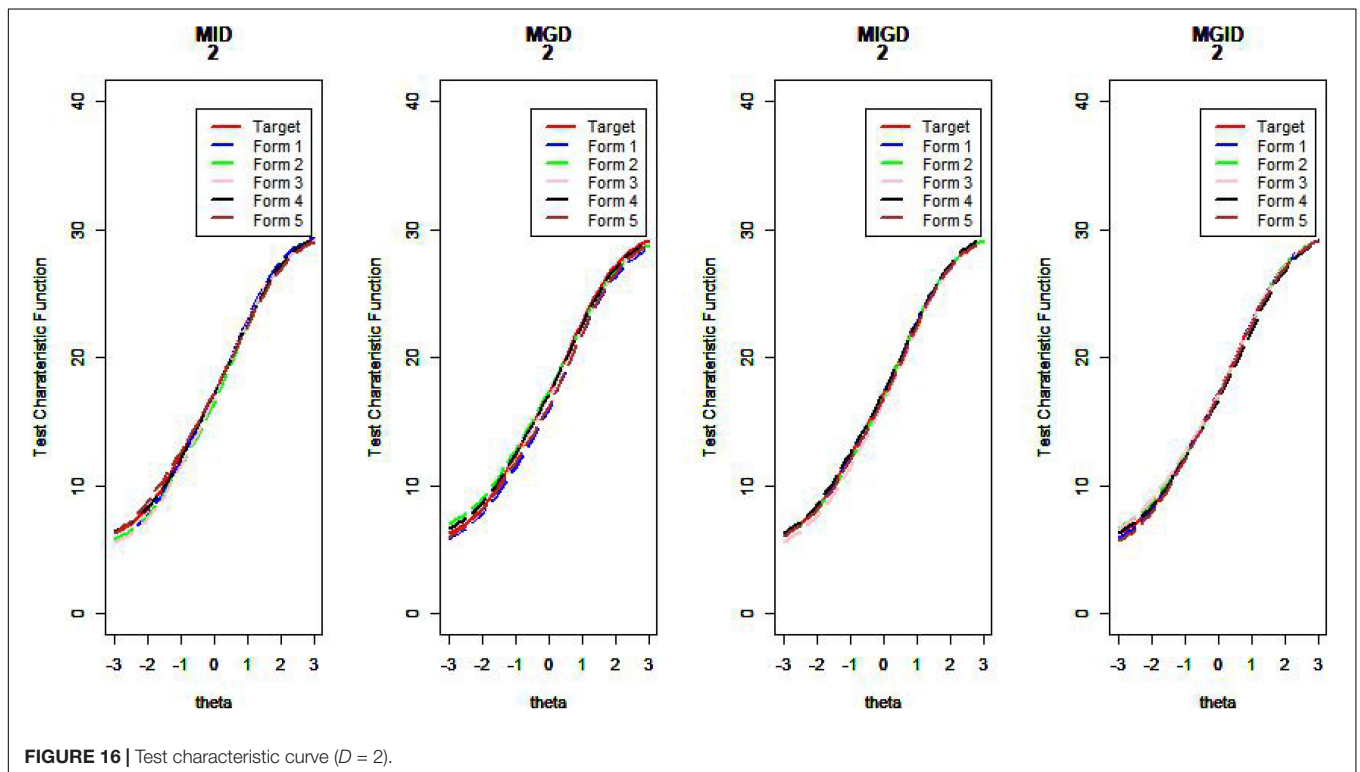 MID
2
40
30
20
10
0
Test Charateristic Function
Target
Form 1
Form 2
Form 3
Form 4
Form 5
-3 -2 -1 0 1 2 3
theta
MGD
2
40
30
20
10
0
Test Charateristic Function
Target
Form 1
Form 2
Form 3
Form 4
Form 5
-3 -2 -1 0 1 2 3
theta
MIGD
2
40
30
20
10
0
Test Charateristic Function
Target
Form 1
Form 2
Form 3
Form 4
Form 5
-3 -2 -1 0 1 2 3
theta
MGID
2
40
30
20
10
0
Test Charateristic Function
Target
Form 1
Form 2
Form 3
Form 4
Form 5
-3 -2 -1 0 1 2 3
theta
FIGURE 16 | Test characteristic curve (D = 2).